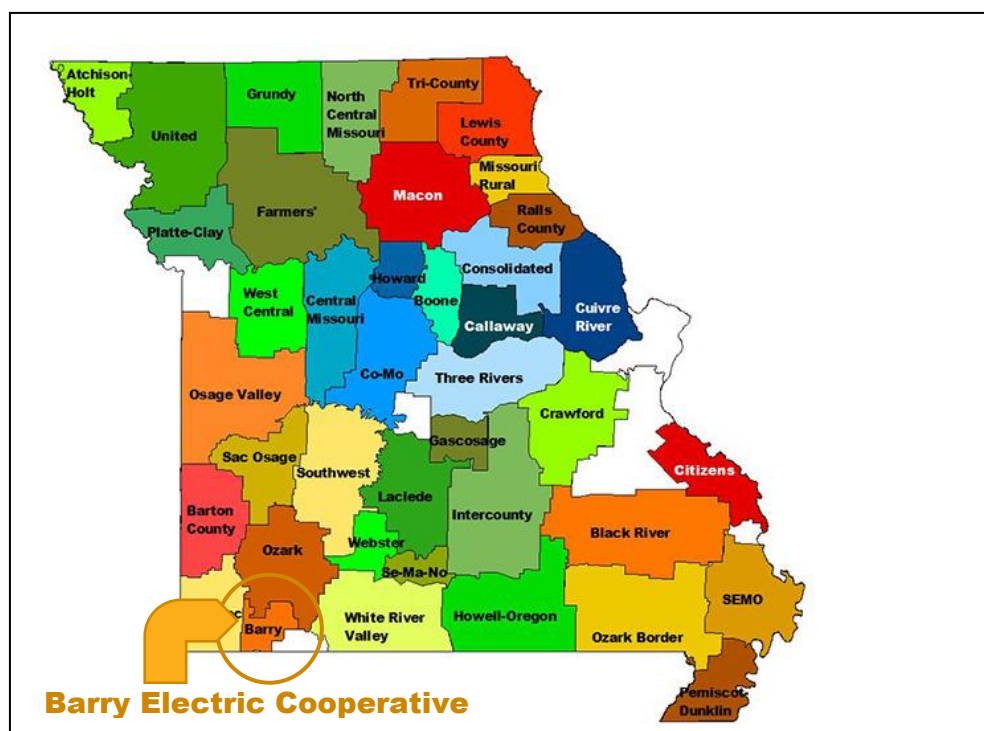 Atchison-
Holt
United
Grundy
North
Central
Missouri
Tri-County
Lewis
County
Missouri
Rural
Macon
Ralls
County
Farmers'
Platte-Clay
Howard
Boone
Consolidated
Cuivre
River
West
Central
Central
Missouri
Callaway
Co-Mo
Three Rivers
Osage Valley
Crawford
Gascosage
Sac Osage
Southwest
Citizens
Laclede
Intercounty
Barton
County
Black River
Ozark
Webster
Se-Ma-No
SEMO
c
Barry
White River
Valley
Howell-Oregon
Ozark Border
Pemiscot-
Dunklin
Barry Electric Cooperative